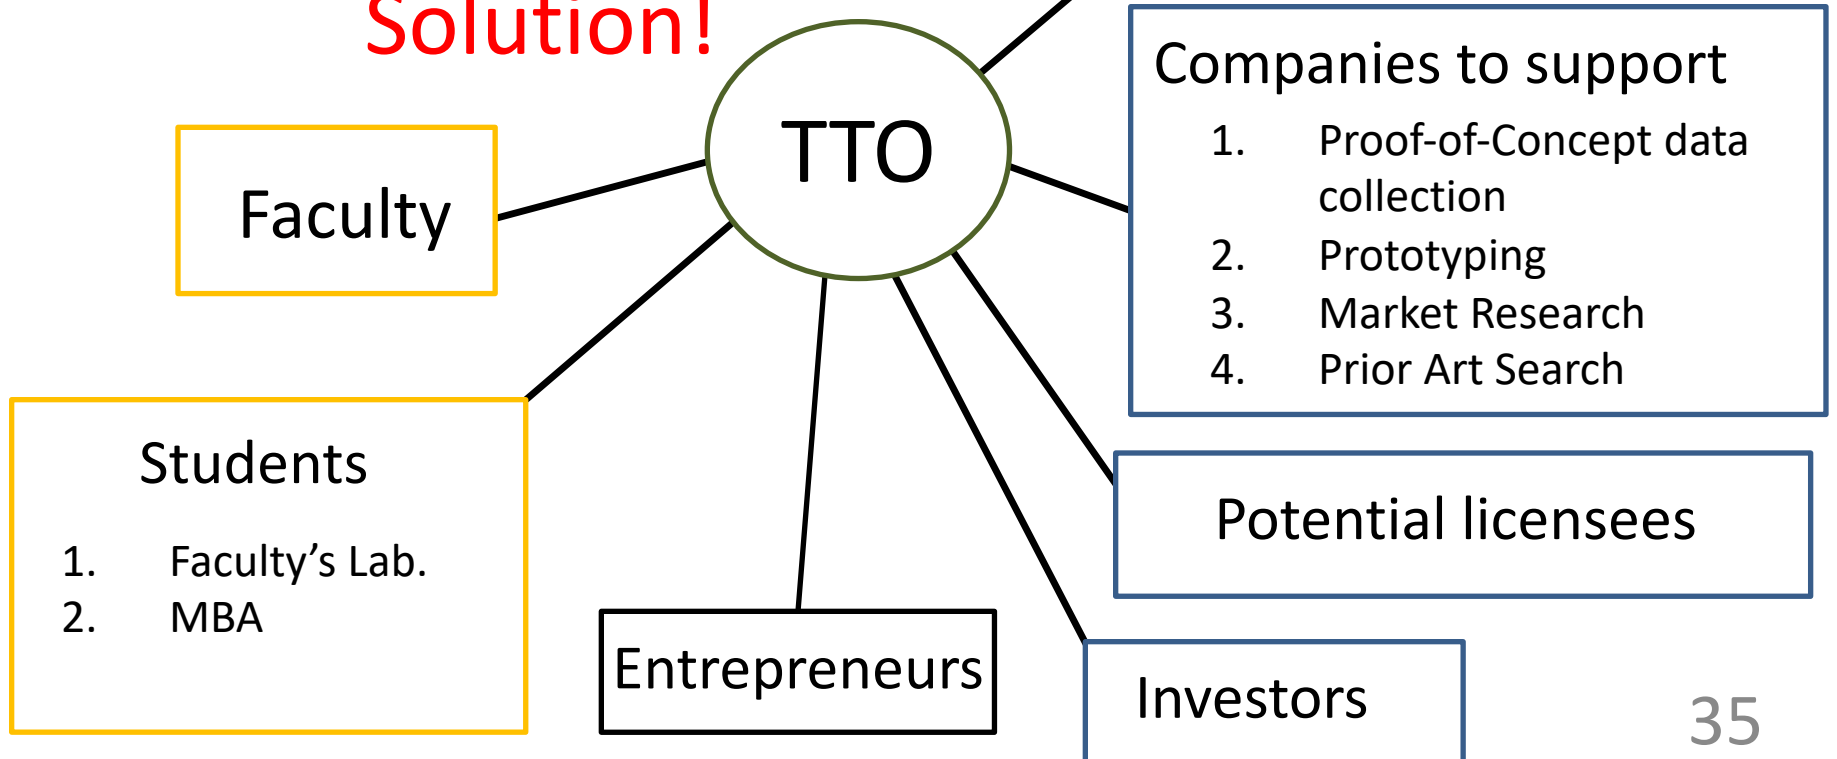 Solution!
TTO
Companies to support
1. Proof-of-Concept data
collection
2. Prototyping
3. Market Research
4. Prior Art Search
Faculty
Students
1. Faculty’s Lab.
2. MBA
Potential licensees
Entrepreneurs
Investors
35